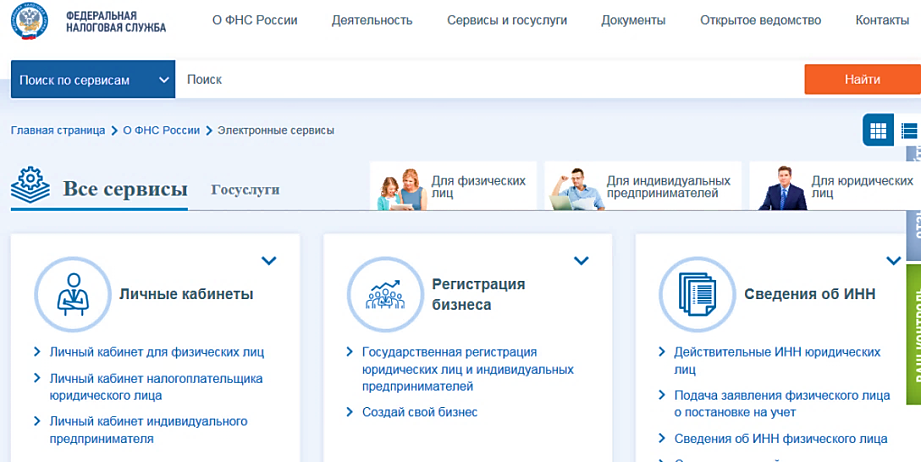 ФЕДЕРАЛЬНАЯ
НАЛОГОВАЯ СЛУЖБА
О ФНС России
Деятельность
Сервисы и госуслуги
Документы
Открытое ведомство
Контакты
Поиск по сервисам
Поиск
Найти
Главная страница
О ФНС России
Электронные сервисы
Все сервисы
Госуслуги
Для физических
лиц
Для индивидуальных
предпринимателей
Для юридических
лиц
Личные кабинеты
Личный кабинет для физических лиц
Личный кабинет налогоплательщика
юридического лица
Личный кабинет индивидуального
предпринимателя
Регистрация
бизнеса
Государственная регистрация
юридических лиц и индивидуальных
предпринимателей
Создай свой бизнес
Сведения об ИНН
Действительные ИНН юридических
лиц
Подача заявления физического лица
о постановке на учет
Сведения об ИНН физического лица
ВАШ КОНТРОЛЬ